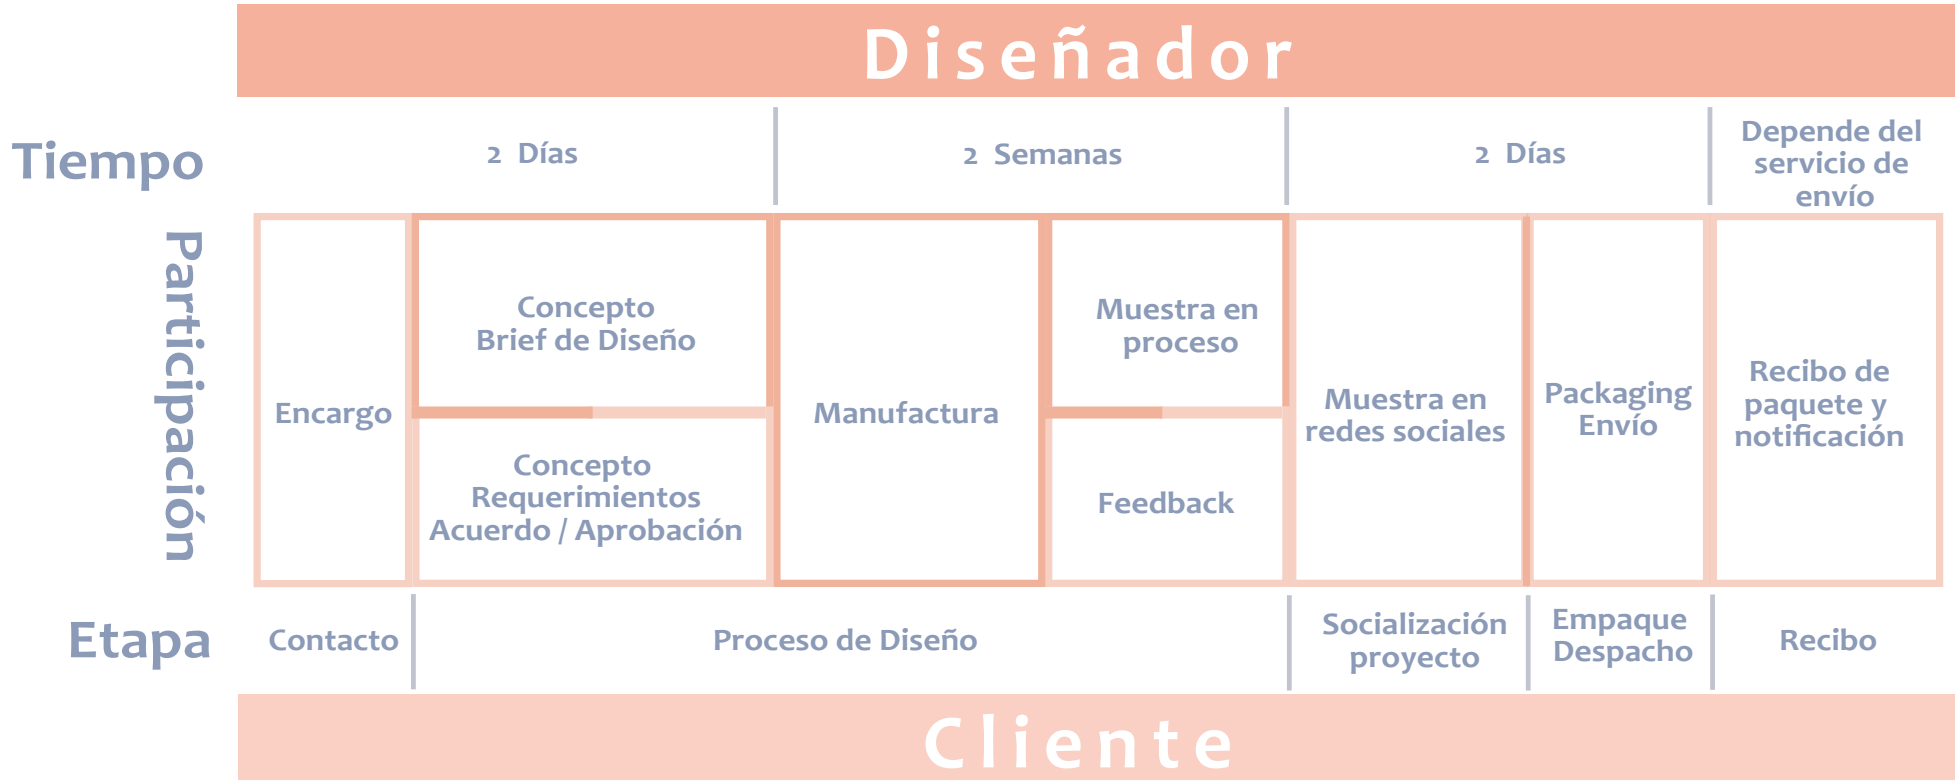 Diseñador
Tiempo
2 Días
2 Semanas
2 Días
Depende del
servicio de
envío
Participación
Encargo
Concepto
Brief de Diseño
Concepto
Requerimientos
Acuerdo / Aprobación
Manufactura
Muestra en
proceso
Feedback
Muestra en
redes sociales
Packaging
Envío
Recibo de
paquete y
notificación
Etapa
Contacto
Proceso de Diseño
Socialización
proyecto
Empaque
Despacho
Recibo
Cliente